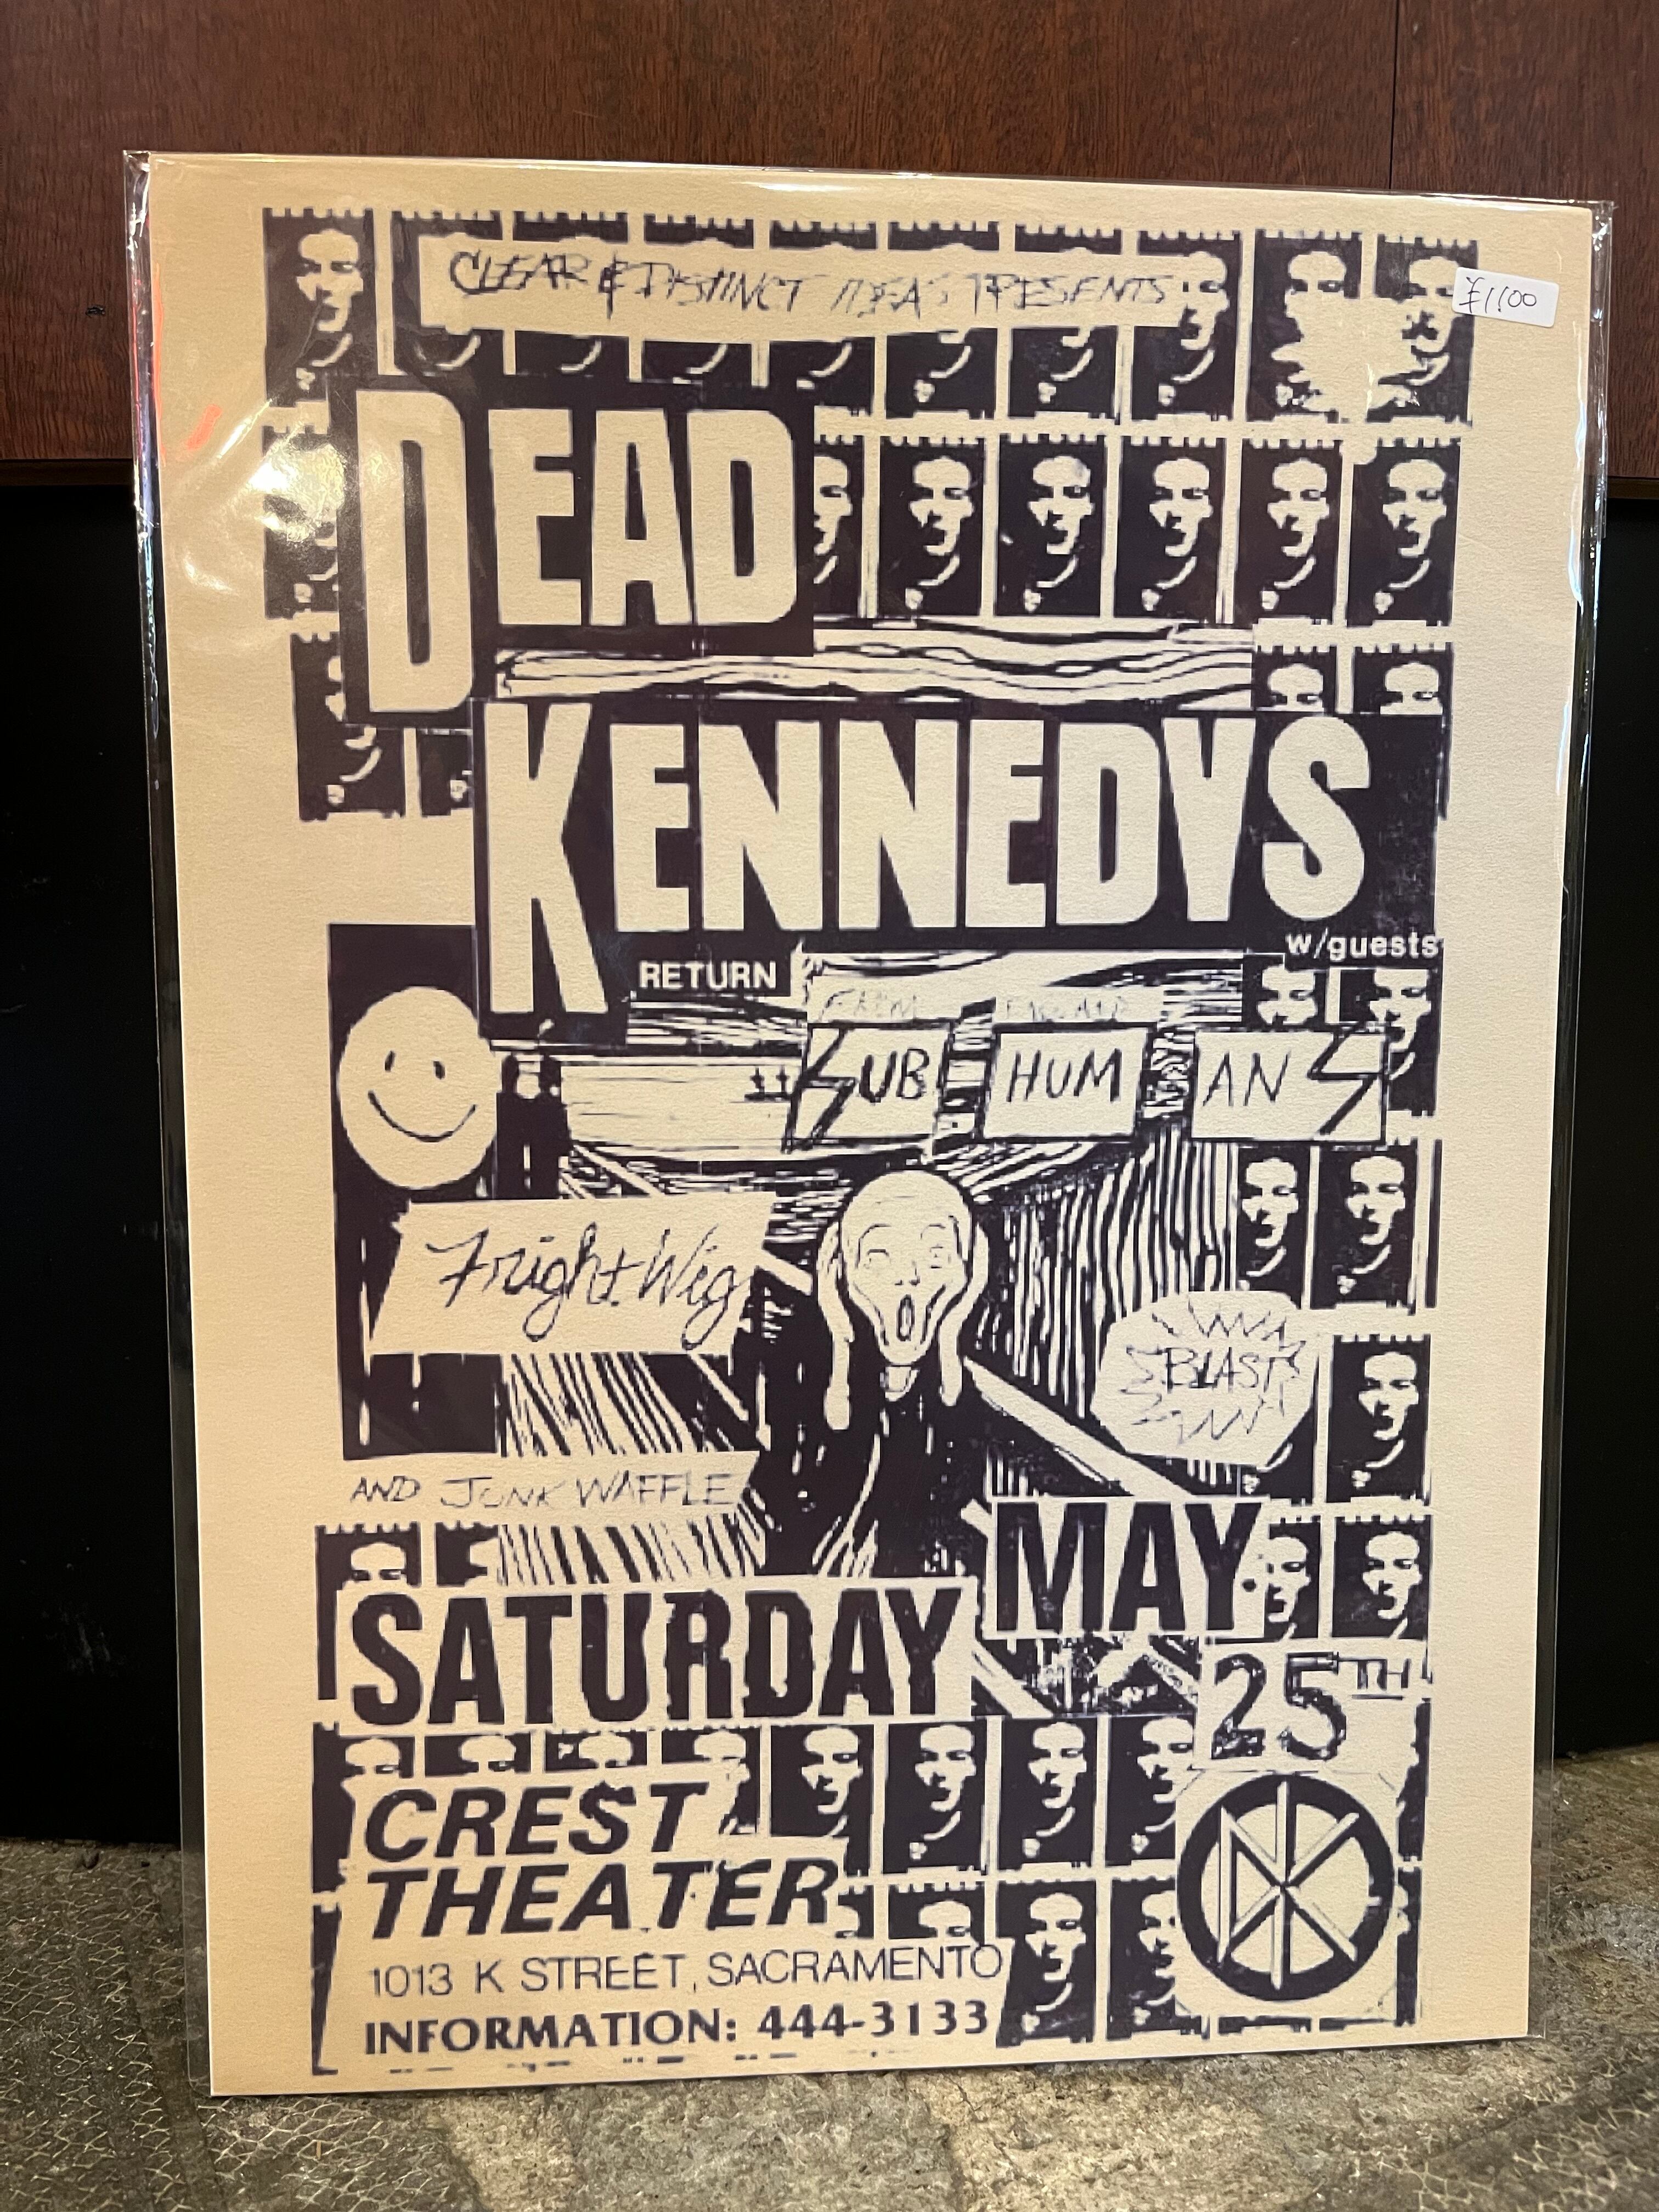 ¥1100
CLEAR & DISTINCT IDEAS PRESENTS
DEAD
KENNEDYS
RETURN
w/guests
FROM ENGLAND
SUB HUM ANS
Fright Wig
BLAST
AND JUNK WAFFLE
MAY
SATURDAY
25TH
CREST
THEATER
DK
1013 K STREET, SACRAMENTO
INFORMATION: 444-3133